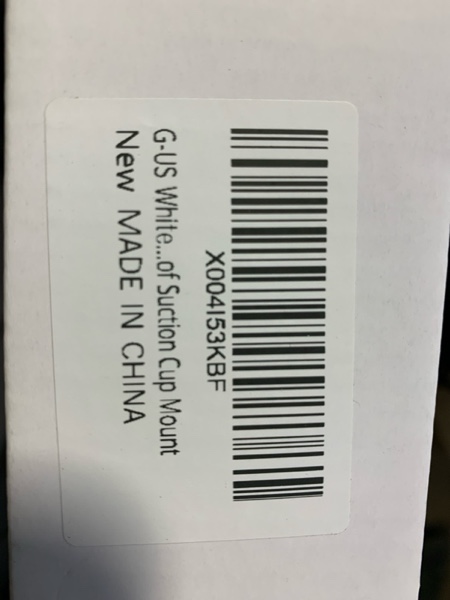 X004I53KBF
G-US White...of Suction Cup Mount
New MADE IN CHINA